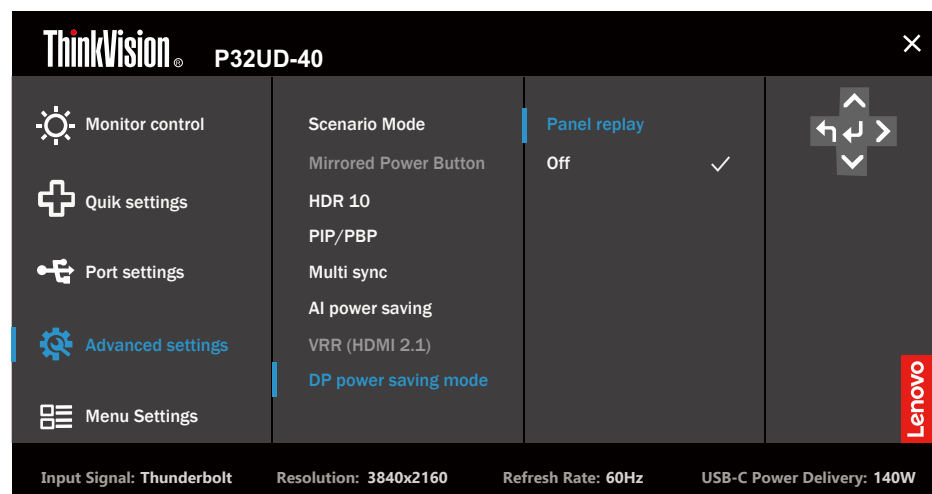 ThinkVision® P32UD-40
Monitor control
Quik settings
Port settings
Advanced settings
Menu Settings
Scenario Mode
Mirrored Power Button
HDR 10
PIP/PBP
Multi sync
AI power saving
VRR (HDMI 2.1)
DP power saving mode
Panel replay
Off
Lenovo
Input Signal: Thunderbolt Resolution: 3840x2160 Refresh Rate: 60Hz USB-C Power Delivery: 140W